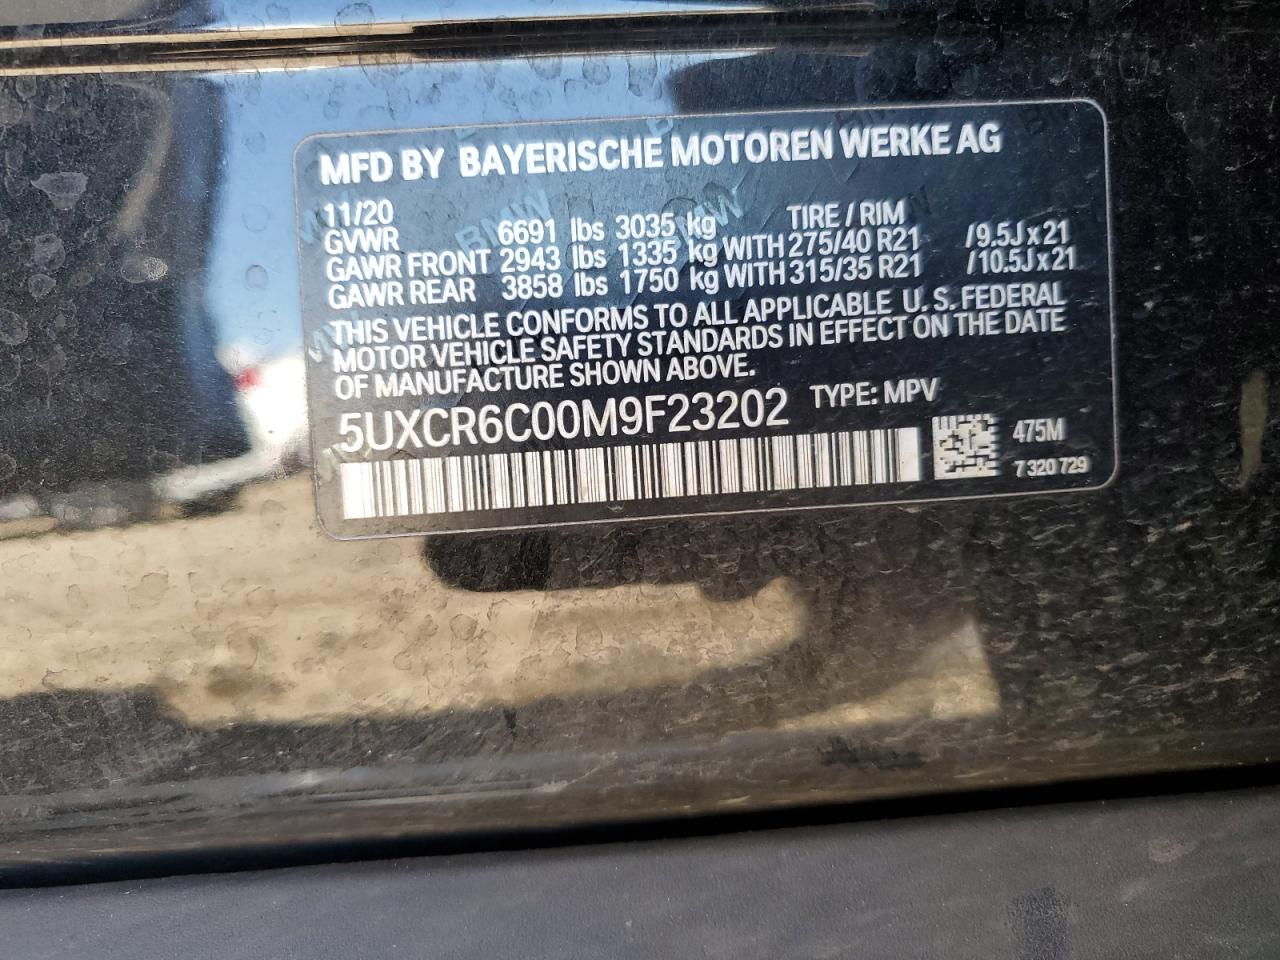 MFD BY BAYERISCHE MOTOREN WERKE AG
11/20 TIRE / RIM
GVWR 6691 lbs 3035 kg
GAWR FRONT 2943 lbs 1335 kg WITH 275/40 R21 /9.5J x 21
GAWR REAR 3858 lbs 1750 kg WITH 315/35 R21 /10.5J x 21
THIS VEHICLE CONFORMS TO ALL APPLICABLE U. S. FEDERAL
MOTOR VEHICLE SAFETY STANDARDS IN EFFECT ON THE DATE
OF MANUFACTURE SHOWN ABOVE.
5UXCR6C00M9F23202 TYPE: MPV
475M
7 320 729